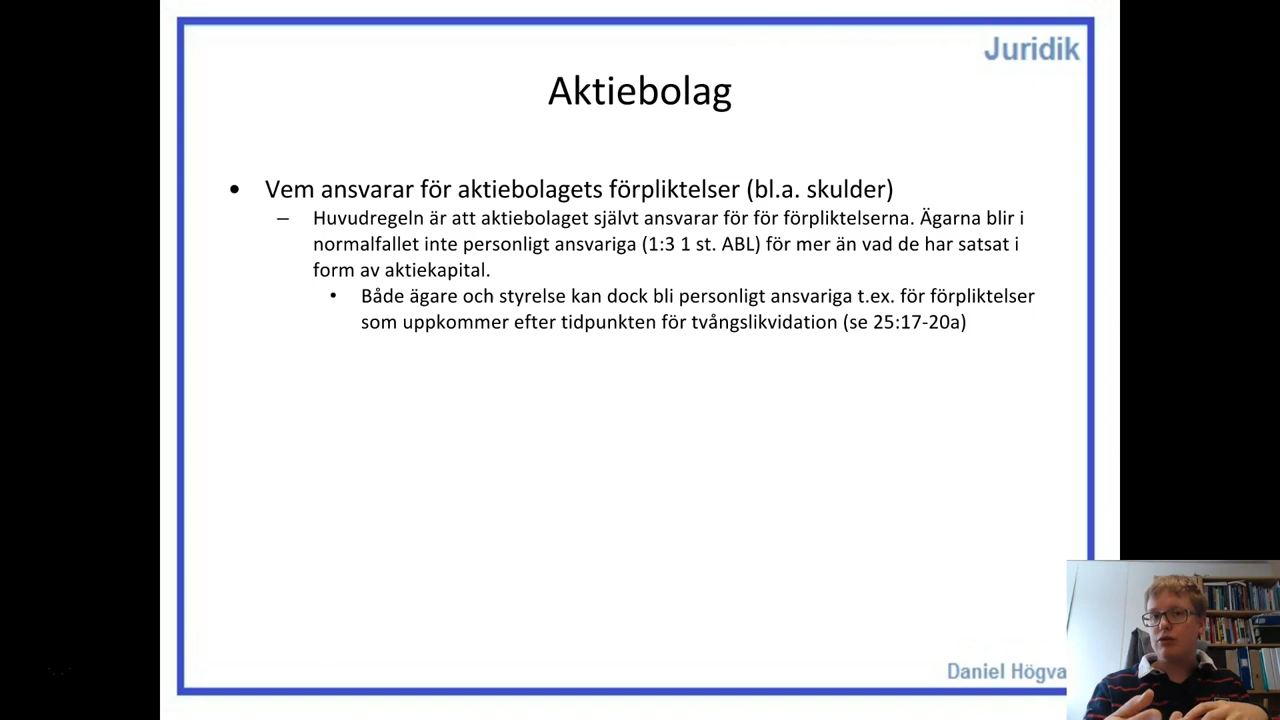 Juridik
Aktiebolag
• Vem ansvarar för aktiebolagets förpliktelser (bl.a. skulder)
– Huvudregeln är att aktiebolaget självt ansvarar för för förpliktelserna. Ägarna blir i
normalfallet inte personligt ansvariga (1:3 1 st. ABL) för mer än vad de har satsat i
form av aktiekapital.
• Både ägare och styrelse kan dock bli personligt ansvariga t.ex. för förpliktelser
som uppkommer efter tidpunkten för tvångslikvidation (se 25:17-20a)
Daniel Högva